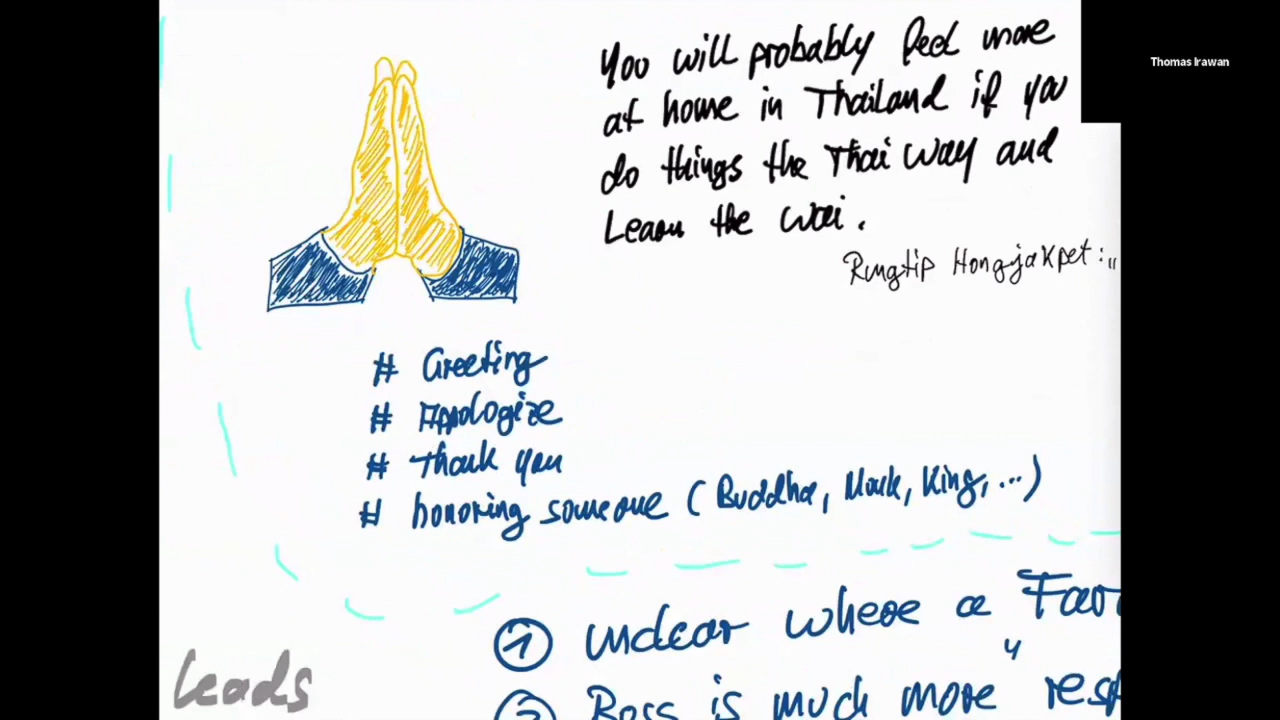 You will probably feel more
at home in Thailand if you
do things the Thai way and
Learn the Wai.
Thomas Irawan
# Greeting
# Apologize
# Thank you
# honoring someone (Buddha, Monk, King, ...)
① unclear where a "
② Boss is much more
Leads